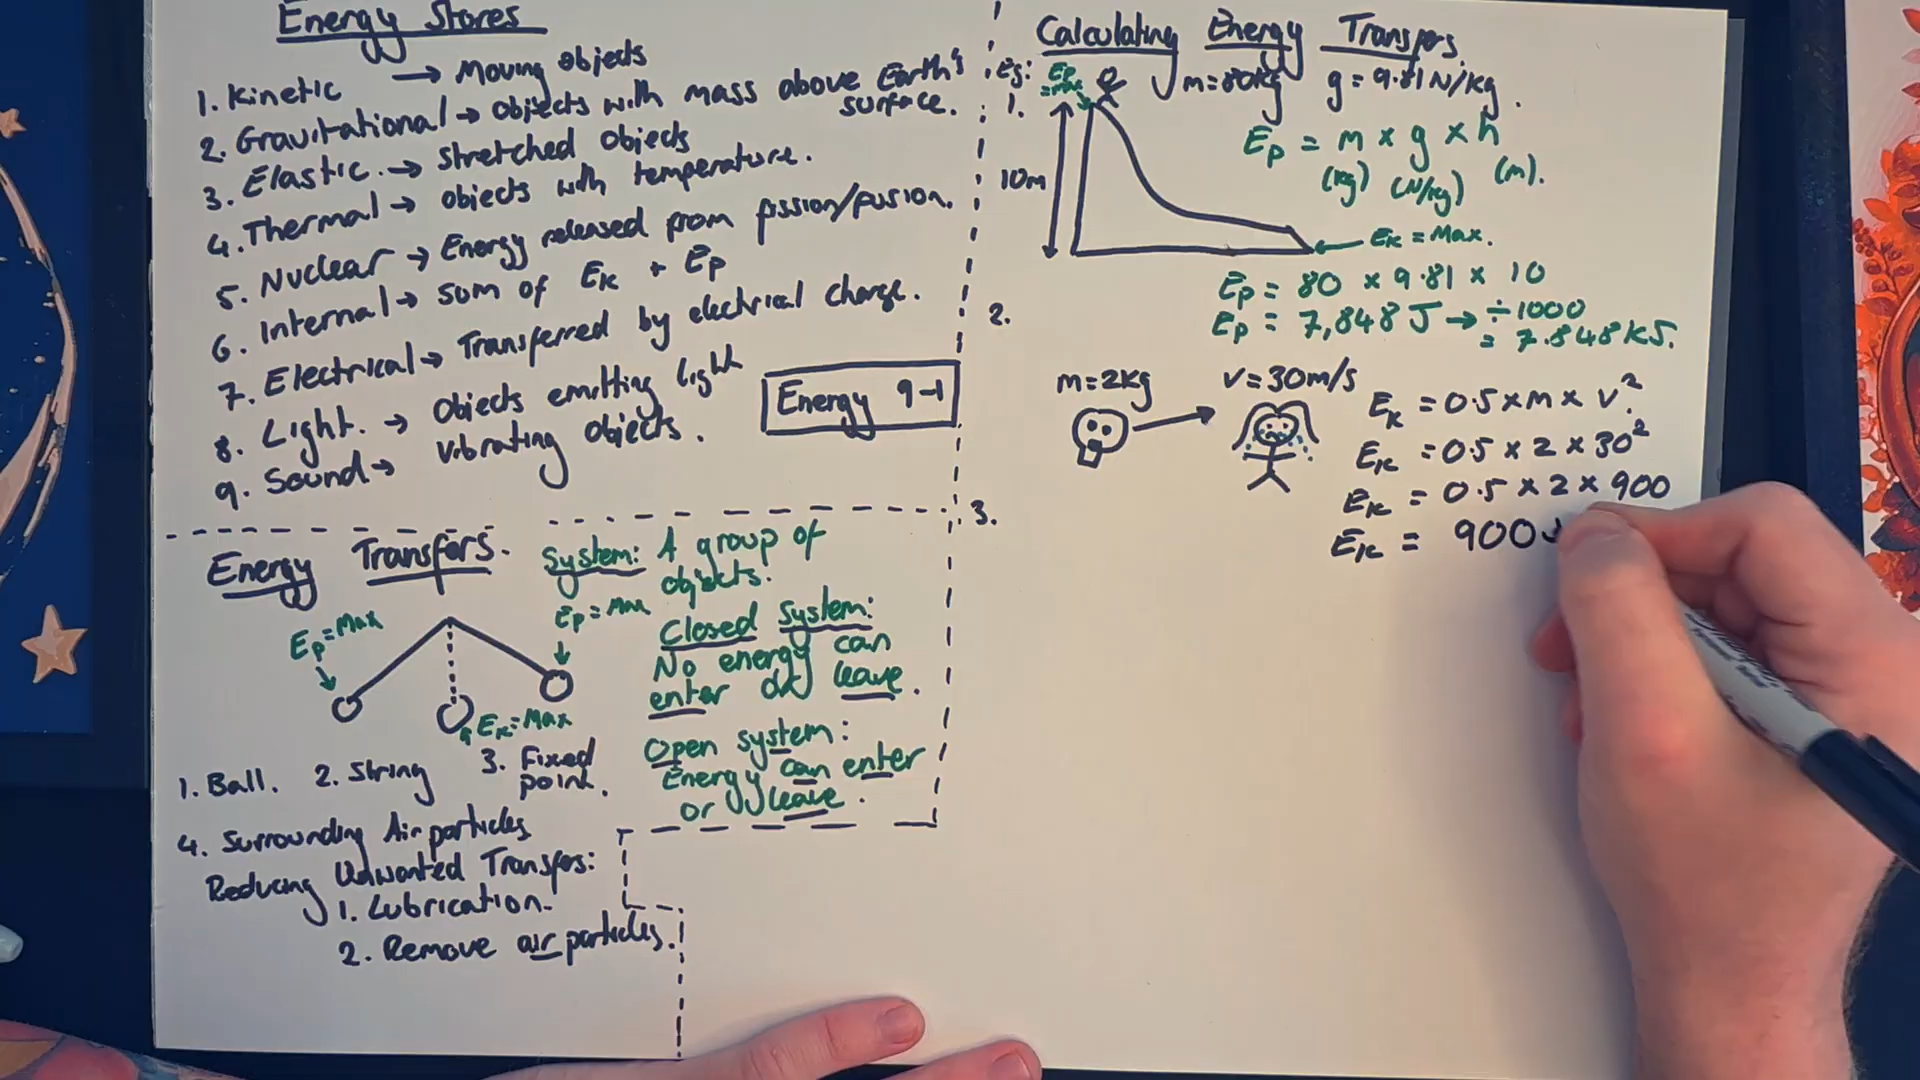 Energy Stores
1. Kinetic → Moving objects
2. Gravitational → objects with mass above Earth's surface.
3. Elastic. → stretched objects
4. Thermal → objects with temperature.
5. Nuclear → Energy released from fission/fusion.
6. Internal → sum of Ek + Ep
7. Electrical → Transferred by electrical charge.
8. Light. → objects emitting light
9. Sound → vibrating objects.
Energy 9-1
Energy Transfers.
Ep = Max
Ep = Max
Ek = Max
1. Ball. 2. String 3. Fixed point.
4. Surrounding Air particles
Reducing Unwanted Transfers:
1. Lubrication.
2. Remove air particles.
System: A group of
objects.
Closed System:
No energy can
enter or leave.
Open system:
Energy can enter
or leave.
Calculating Energy Transfers.
Eg: Ep = max m = 80kg g = 9.81 N/kg.
1.
10m
Ep = m × g × h
(kg) (N/kg) (m).
Ek = Max.
Ep = 80 × 9.81 × 10
Ep = 7,848 J → ÷1000
= 7.848 kJ.
2.
m = 2kg v = 30m/s
Ek = 0.5 × m × v².
Ek = 0.5 × 2 × 30²
Ek = 0.5 × 2 × 900
Ek = 900
3.